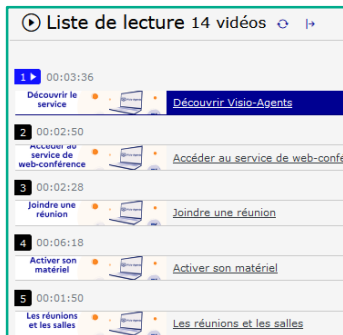 Liste de lecture 14 vidéos
1 00:03:36
Découvrir le
service
Découvrir Visio-Agents
2 00:02:50
Accéder au
service de
web-conférence
Accéder au service de web-confé
3 00:02:28
Joindre une
réunion
Joindre une réunion
4 00:06:18
Activer son
matériel
Activer son matériel
5 00:01:50
Les réunions
et les salles
Les réunions et les salles